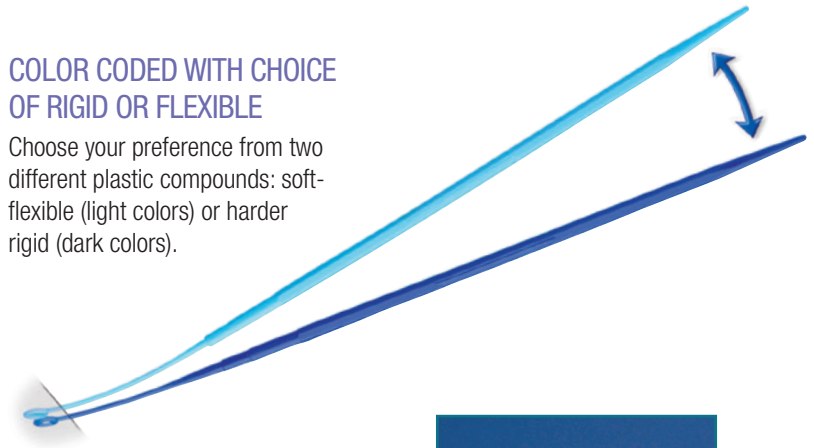 COLOR CODED WITH CHOICE
OF RIGID OR FLEXIBLE
Choose your preference from two
different plastic compounds: soft-
flexible (light colors) or harder
rigid (dark colors).